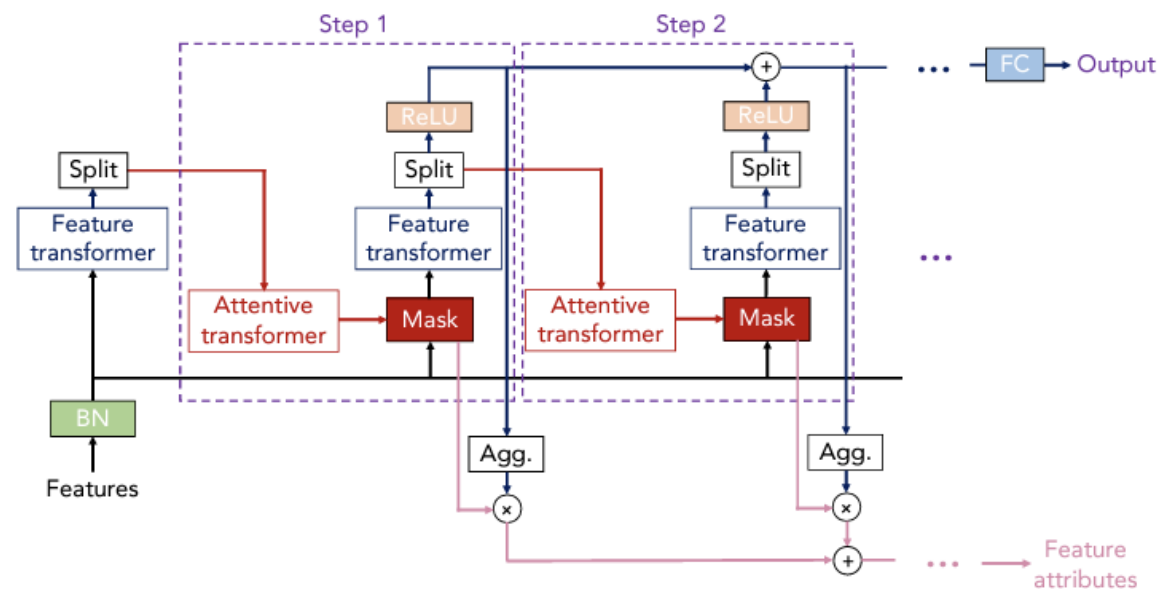 Step 1
Step 2
FC
Output
ReLU
ReLU
Split
Split
Split
Feature
transformer
Feature
transformer
Feature
transformer
Attentive
transformer
Mask
Attentive
transformer
Mask
BN
Agg.
Agg.
Features
Feature
attributes